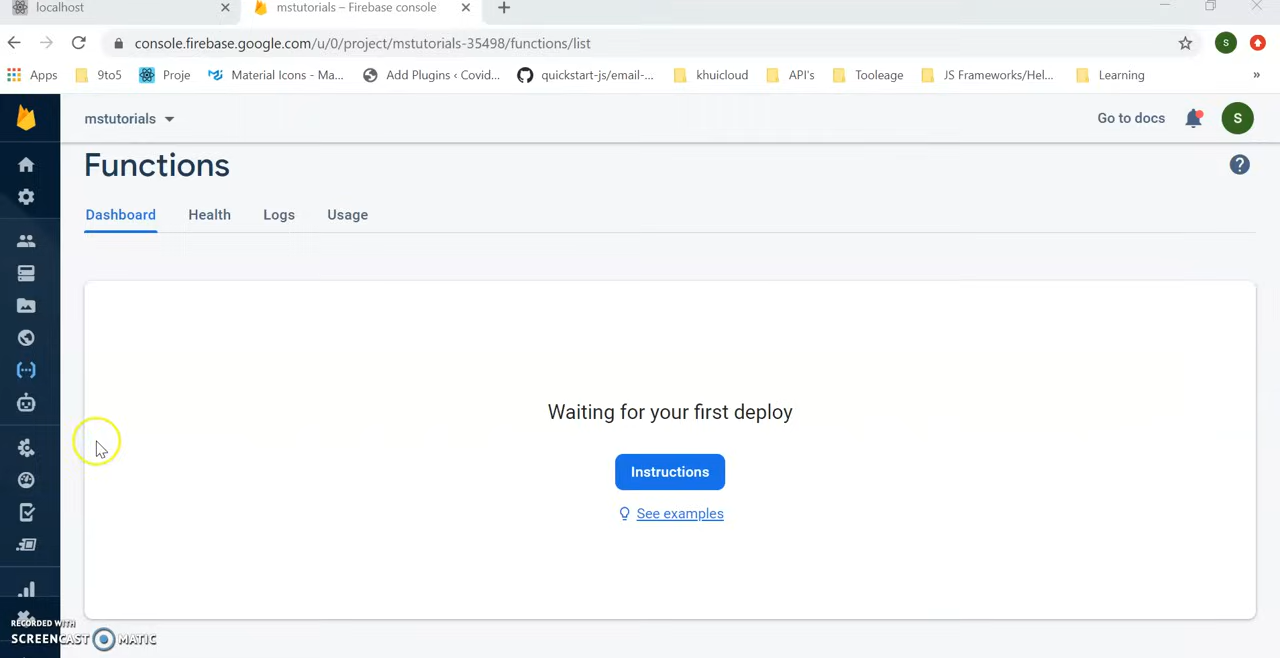 localhost
mstutorials – Firebase console
console.firebase.google.com/u/0/project/mstutorials-35498/functions/list
S
Apps 9to5 Proje Material Icons - Ma... Add Plugins ‹ Covid... quickstart-js/email-... khuicloud API's Tooleage JS Frameworks/Hel... Learning »
mstutorials Go to docs S
Functions
Dashboard Health Logs Usage
Waiting for your first deploy
Instructions
See examples
RECORDED WITH
SCREENCAST MATIC